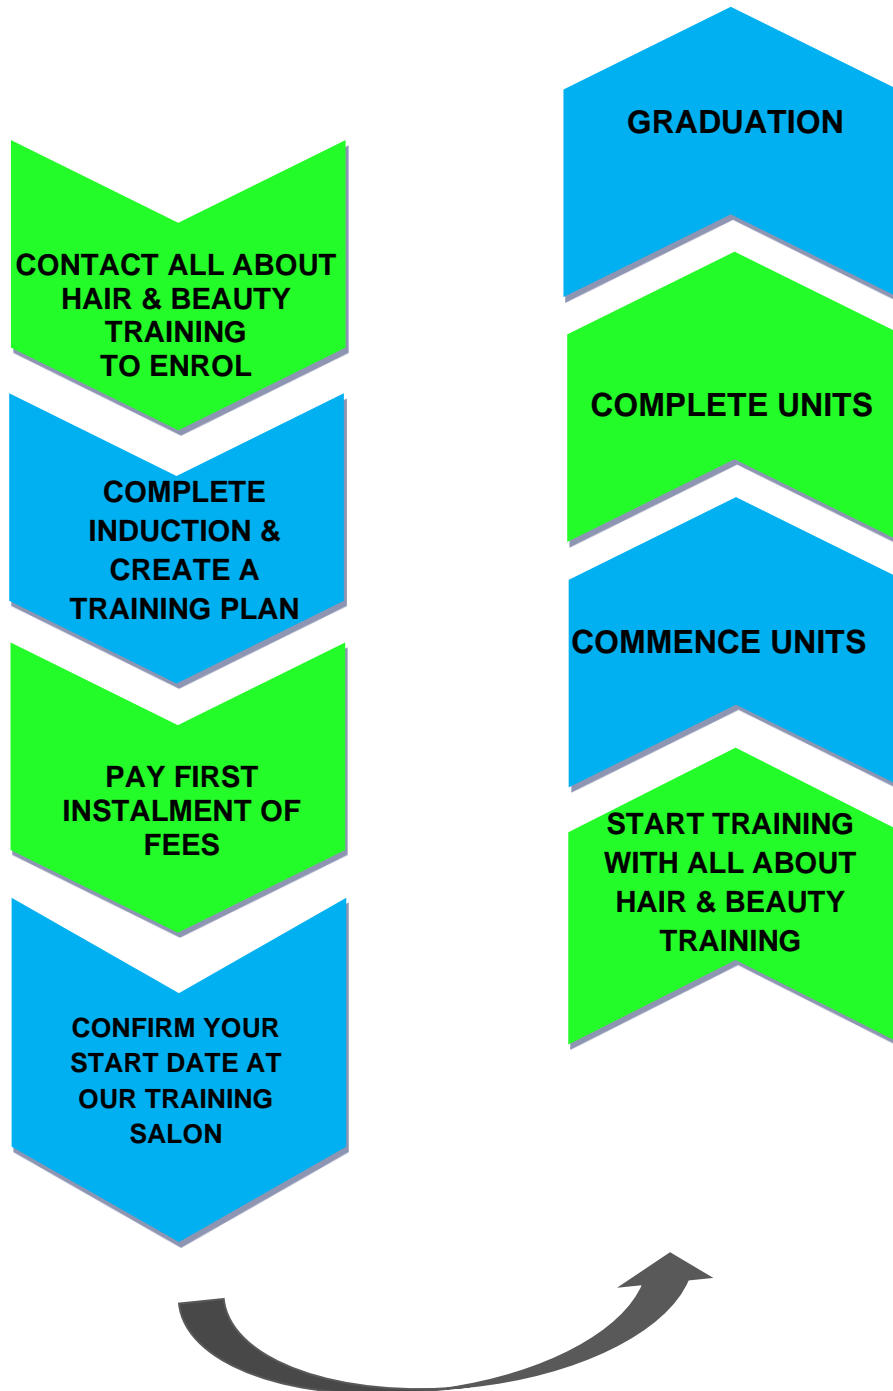 CONTACT ALL ABOUT
HAIR & BEAUTY
TRAINING
TO ENROL
COMPLETE
INDUCTION &
CREATE A
TRAINING PLAN
PAY FIRST
INSTALMENT OF
FEES
CONFIRM YOUR
START DATE AT
OUR TRAINING
SALON
START TRAINING
WITH ALL ABOUT
HAIR & BEAUTY
TRAINING
COMMENCE UNITS
COMPLETE UNITS
GRADUATION